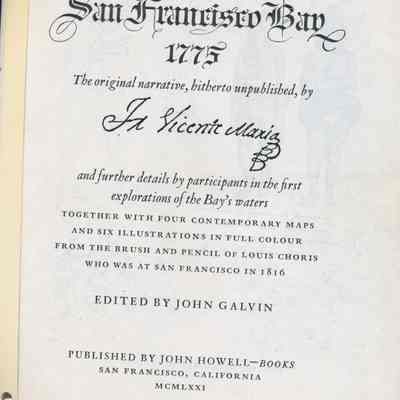 San Francisco Bay
1775
The original narrative, hitherto unpublished, by
Fr Vicente Maria
and further details by participants in the first
explorations of the Bay's waters
TOGETHER WITH FOUR CONTEMPORARY MAPS
AND SIX ILLUSTRATIONS IN FULL COLOUR
FROM THE BRUSH AND PENCIL OF LOUIS CHORIS
WHO WAS AT SAN FRANCISCO IN 1816
EDITED BY JOHN GALVIN
PUBLISHED BY JOHN HOWELL—BOOKS
SAN FRANCISCO, CALIFORNIA
MCMLXXI